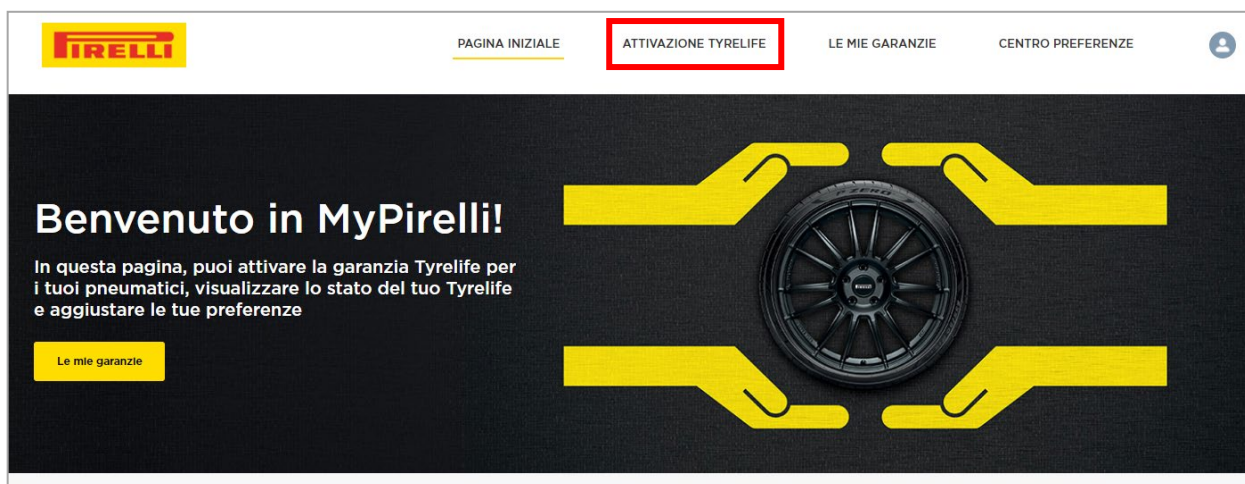 PIRELLI
PAGINA INIZIALE
ATTIVAZIONE TYRELIFE
LE MIE GARANZIE
CENTRO PREFERENZE
Benvenuto in MyPirelli!
In questa pagina, puoi attivare la garanzia Tyrelife per
i tuoi pneumatici, visualizzare lo stato del tuo Tyrelife
e aggiustare le tue preferenze
Le mie garanzie
P ZERO